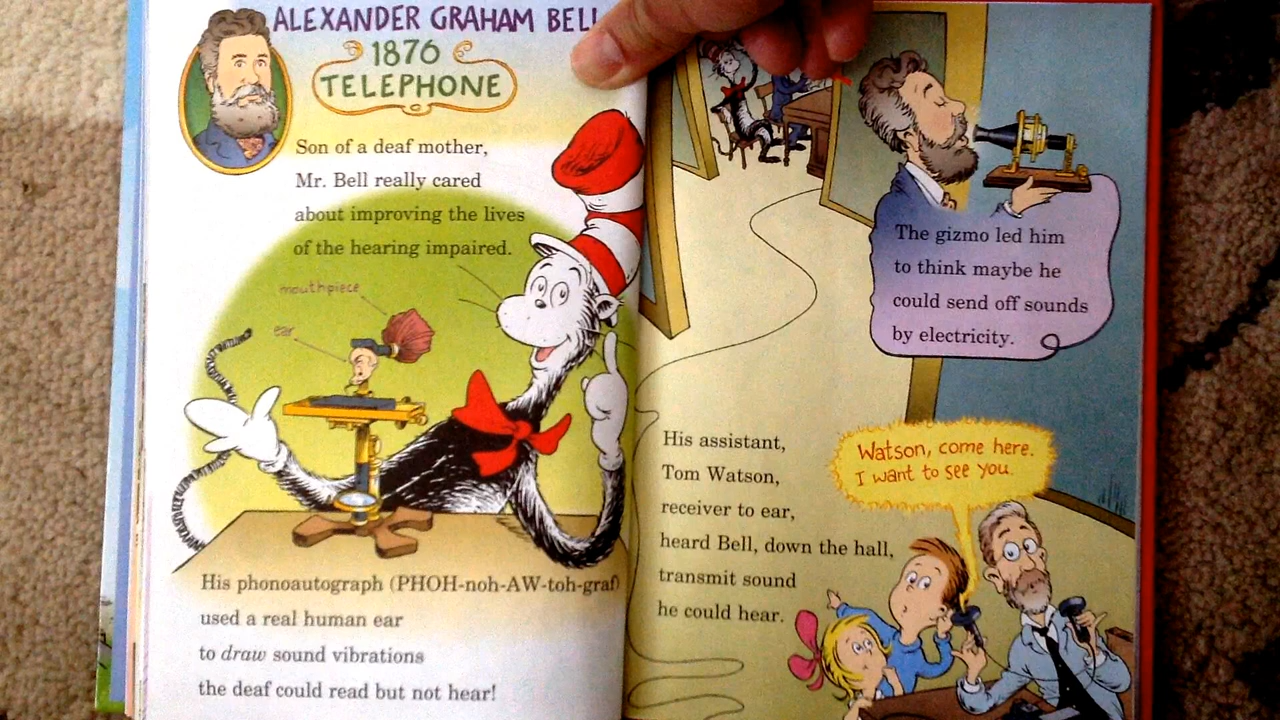 ALEXANDER GRAHAM BELL
1876
TELEPHONE
Son of a deaf mother,
Mr. Bell really cared
about improving the lives
of the hearing impaired.
mouthpiece
ear
His phonoautograph (PHOH-noh-AW-toh-graf)
used a real human ear
to draw sound vibrations
the deaf could read but not hear!
The gizmo led him
to think maybe he
could send off sounds
by electricity.
His assistant,
Tom Watson,
receiver to ear,
heard Bell, down the hall,
transmit sound
he could hear.
Watson, come here.
I want to see you.